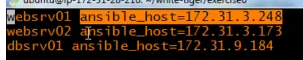 websrv01 ansible_host=172.31.3.248
websrv02 ansible_host=172.31.3.173
dbsrv01 ansible_host=172.31.9.184